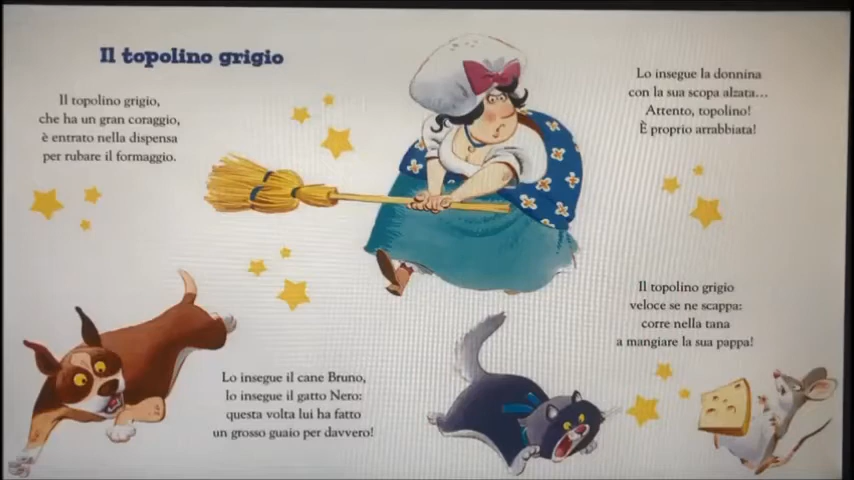 Il topolino grigio
Il topolino grigio,
che ha un gran coraggio,
è entrato nella dispensa
per rubare il formaggio.
Lo insegue il cane Bruno,
lo insegue il gatto Nero:
questa volta lui ha fatto
un grosso guaio per davvero!
Lo insegue la donnina
con la sua scopa alzata...
Attento, topolino!
È proprio arrabbiata!
Il topolino grigio
veloce se ne scappa:
corre nella tana
a mangiare la sua pappa!